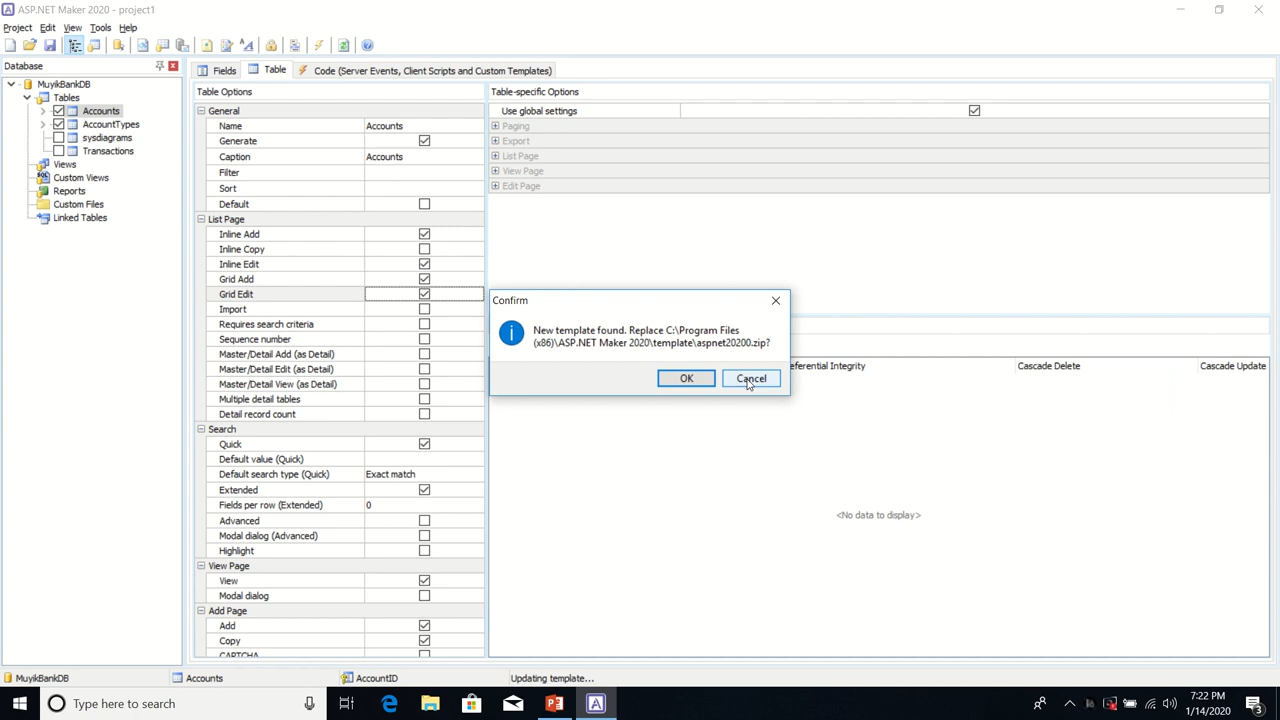 ASP.NET Maker 2020 - project1
Project Edit View Tools Help
Database
MuyikBankDB
Tables
Accounts
AccountTypes
sysdiagrams
Transactions
Views
Custom Views
Reports
Custom Files
Linked Tables
Fields Table Code (Server Events, Client Scripts and Custom Templates)
Table Options
General
Name Accounts
Generate
Caption Accounts
Filter
Sort
Default
List Page
Inline Add
Inline Copy
Inline Edit
Grid Add
Grid Edit
Import
Requires search criteria
Sequence number
Master/Detail Add (as Detail)
Master/Detail Edit (as Detail)
Master/Detail View (as Detail)
Multiple detail tables
Detail record count
Search
Quick
Default value (Quick)
Default search type (Quick) Exact match
Extended
Fields per row (Extended) 0
Advanced
Modal dialog (Advanced)
Highlight
View Page
View
Modal dialog
Add Page
Add
Copy
CAPTCHA
Table-specific Options
Use global settings
Paging
Export
List Page
View Page
Edit Page
Confirm
New template found. Replace C:\Program Files
(x86)\ASP.NET Maker 2020\template\aspnet20200.zip?
OK Cancel
eferential Integrity Cascade Delete Cascade Update
<No data to display>
MuyikBankDB Accounts AccountID Updating template...
Type here to search
7:22 PM
1/14/2020
3